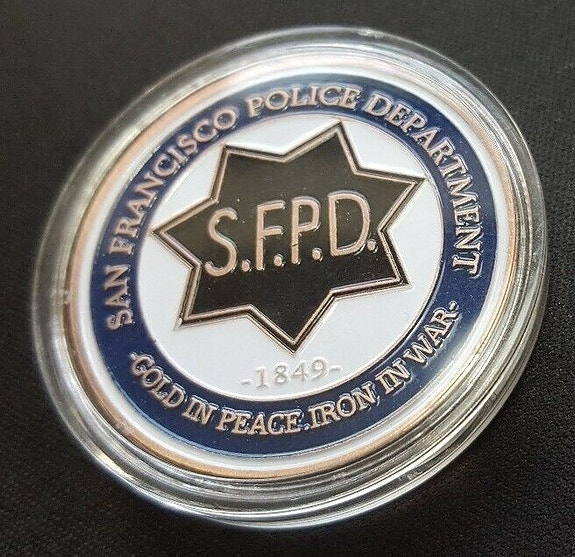 SAN FRANCISCO POLICE DEPARTMENT
S.F.P.D.
-1849-
-GOLD IN PEACE.IRON IN WAR-